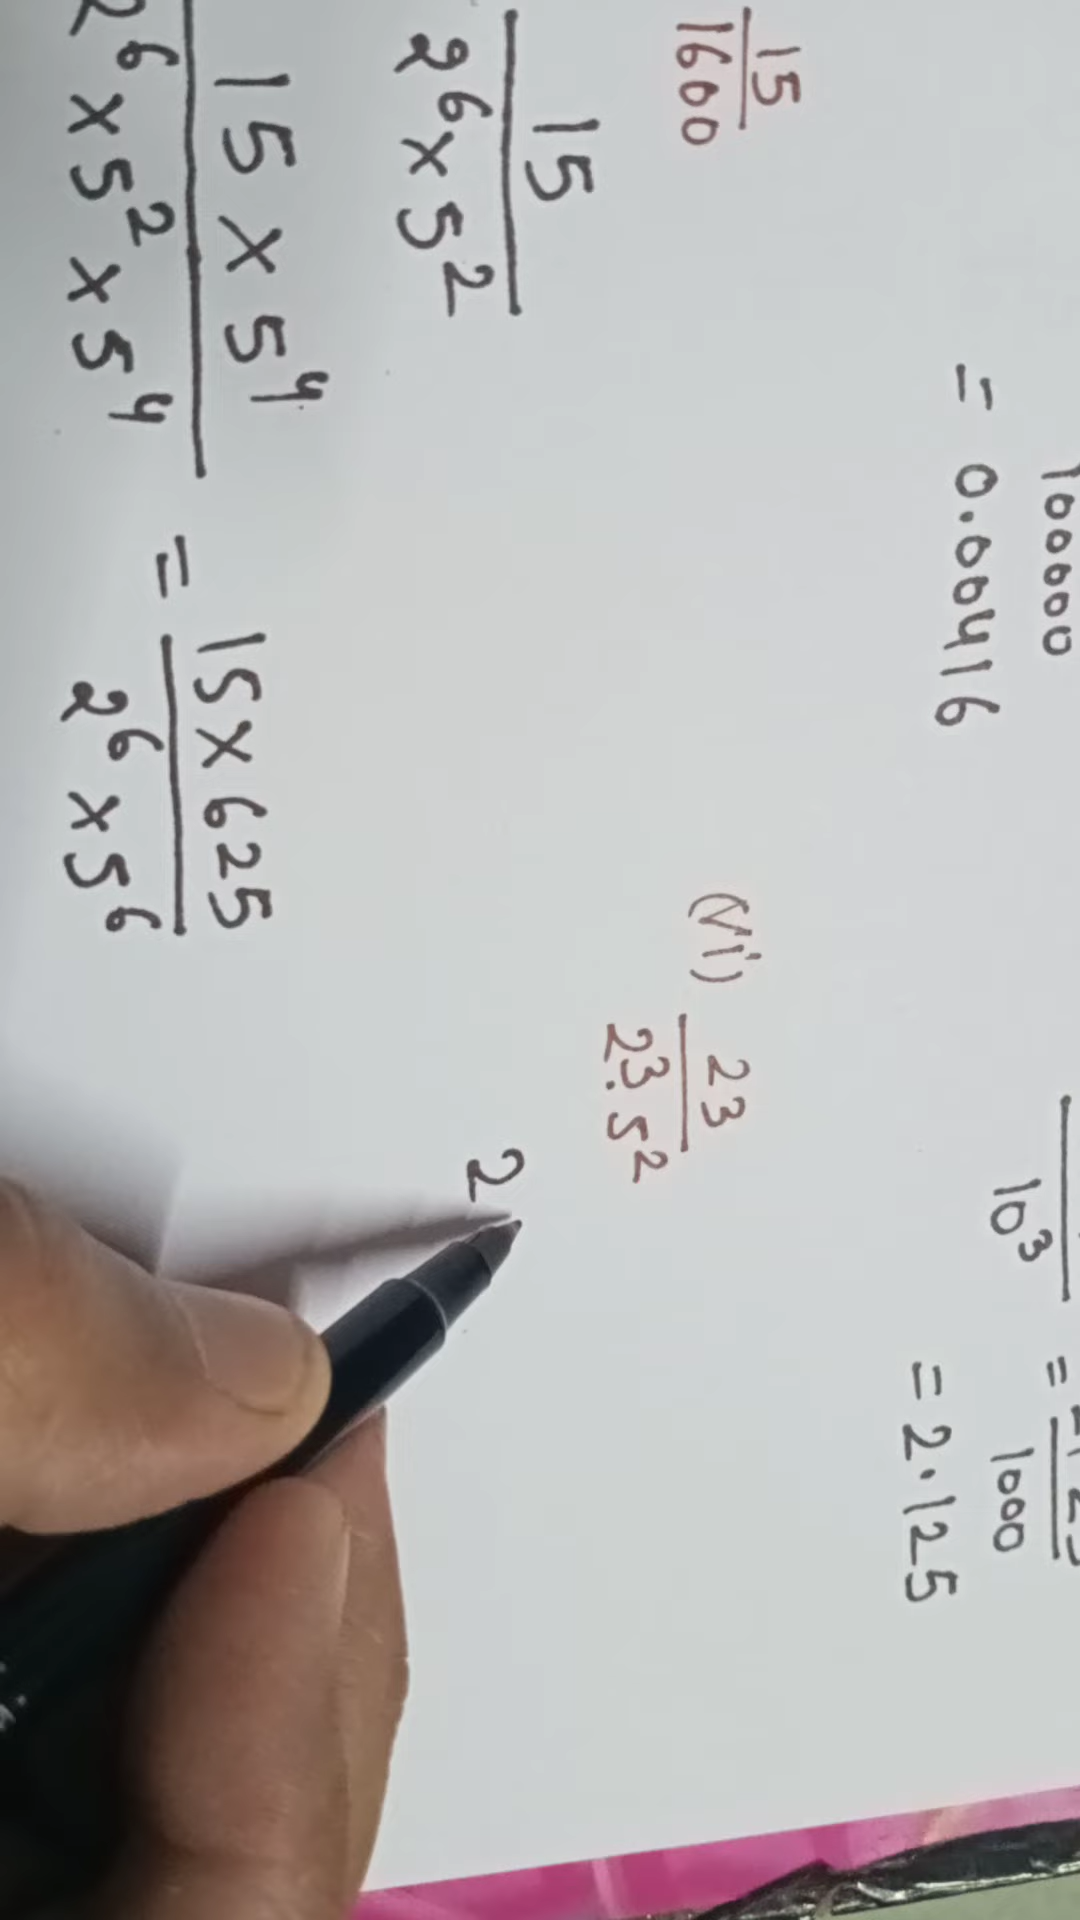 100000
= 0.00416
10³
1000
= 2.125
15
1600
15
2⁶ × 5²
15 × 5⁴
2⁶ × 5² × 5⁴
= 15 × 625
2⁶ × 5⁶
(vi) 23
2³. 5²
2